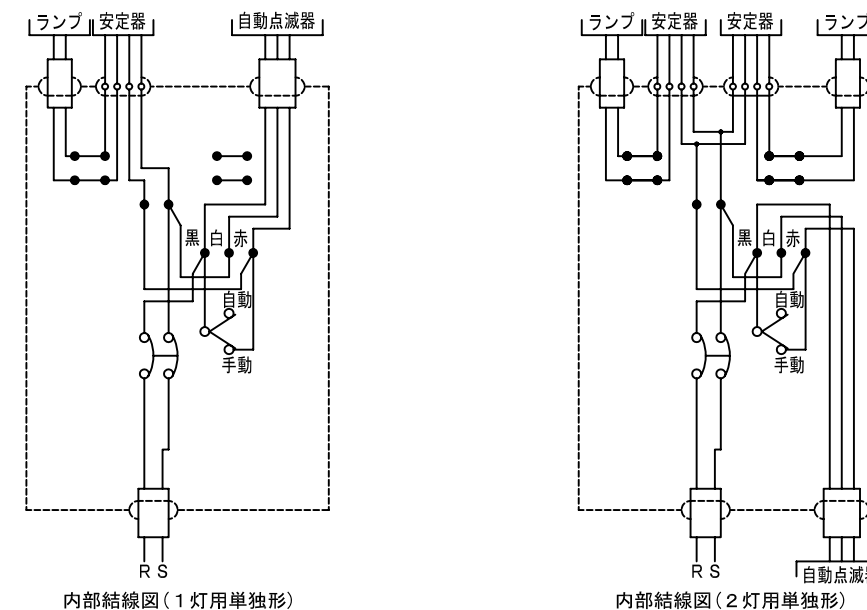 ランプ 安定器 自動点滅器
黒 白 赤
自動
手動
R S
内部結線図(1灯用単独形)
ランプ 安定器 安定器 ランプ
黒 白 赤
自動
手動
R S
自動点滅器
内部結線図(2灯用単独形)